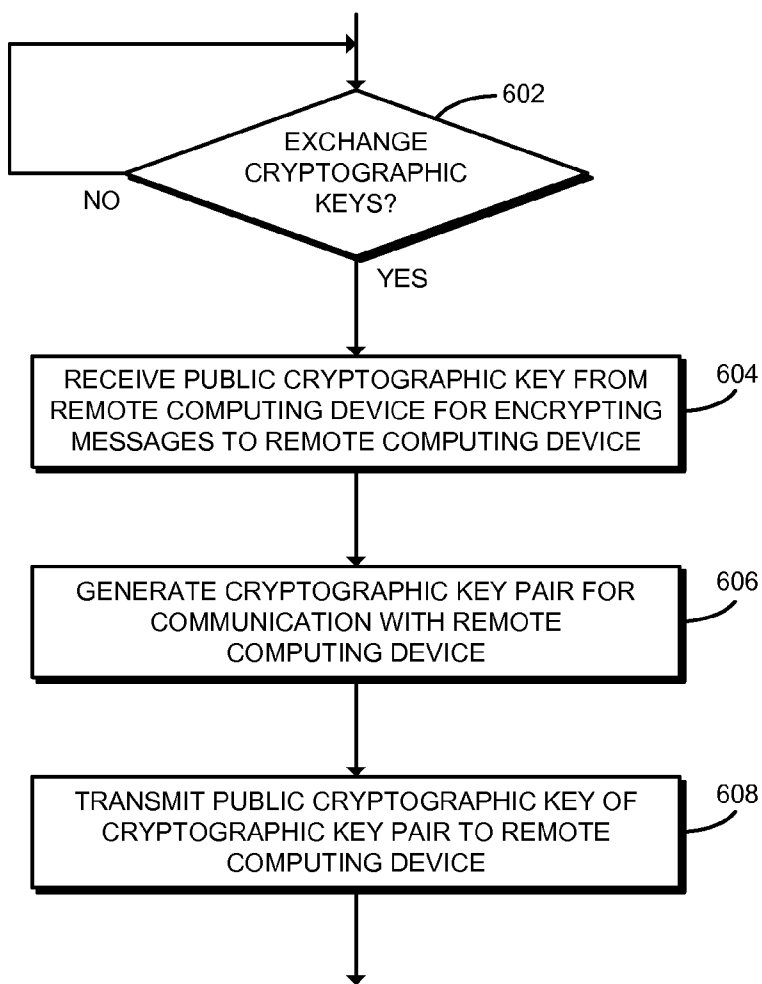 602
EXCHANGE
CRYPTOGRAPHIC
KEYS?
NO
YES
RECEIVE PUBLIC CRYPTOGRAPHIC KEY FROM
REMOTE COMPUTING DEVICE FOR ENCRYPTING
MESSAGES TO REMOTE COMPUTING DEVICE
604
GENERATE CRYPTOGRAPHIC KEY PAIR FOR
COMMUNICATION WITH REMOTE
COMPUTING DEVICE
606
TRANSMIT PUBLIC CRYPTOGRAPHIC KEY OF
CRYPTOGRAPHIC KEY PAIR TO REMOTE
COMPUTING DEVICE
608